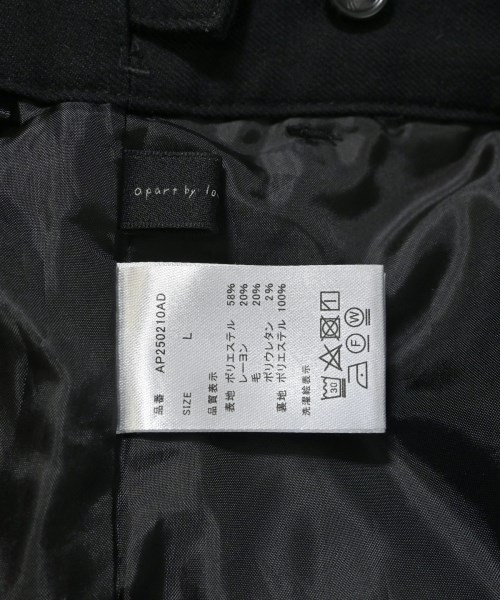 apart by lo
品番 AP250210AD
SIZE L
品質表示
表地 ポリエステル 58%
レーヨン 20%
毛 20%
ポリウレタン 2%
裏地 ポリエステル 100%
洗濯絵表示
30
F W